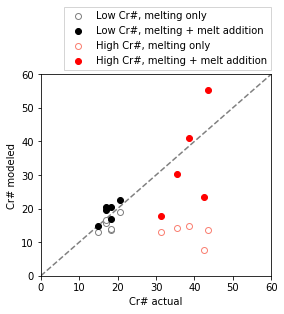 Low Cr#, melting only
Low Cr#, melting + melt addition
High Cr#, melting only
High Cr#, melting + melt addition
60
50
40
30
20
10
0
Cr# modeled
0 10 20 30 40 50 60
Cr# actual